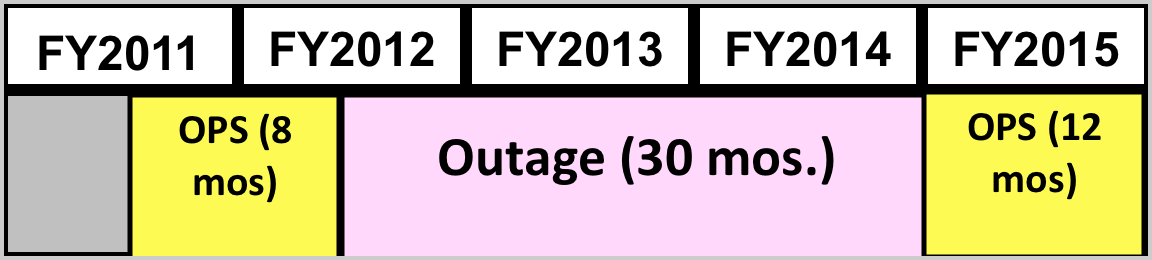 FY2011 FY2012 FY2013 FY2014 FY2015
OPS (8
mos)
Outage (30 mos.)
OPS (12
mos)